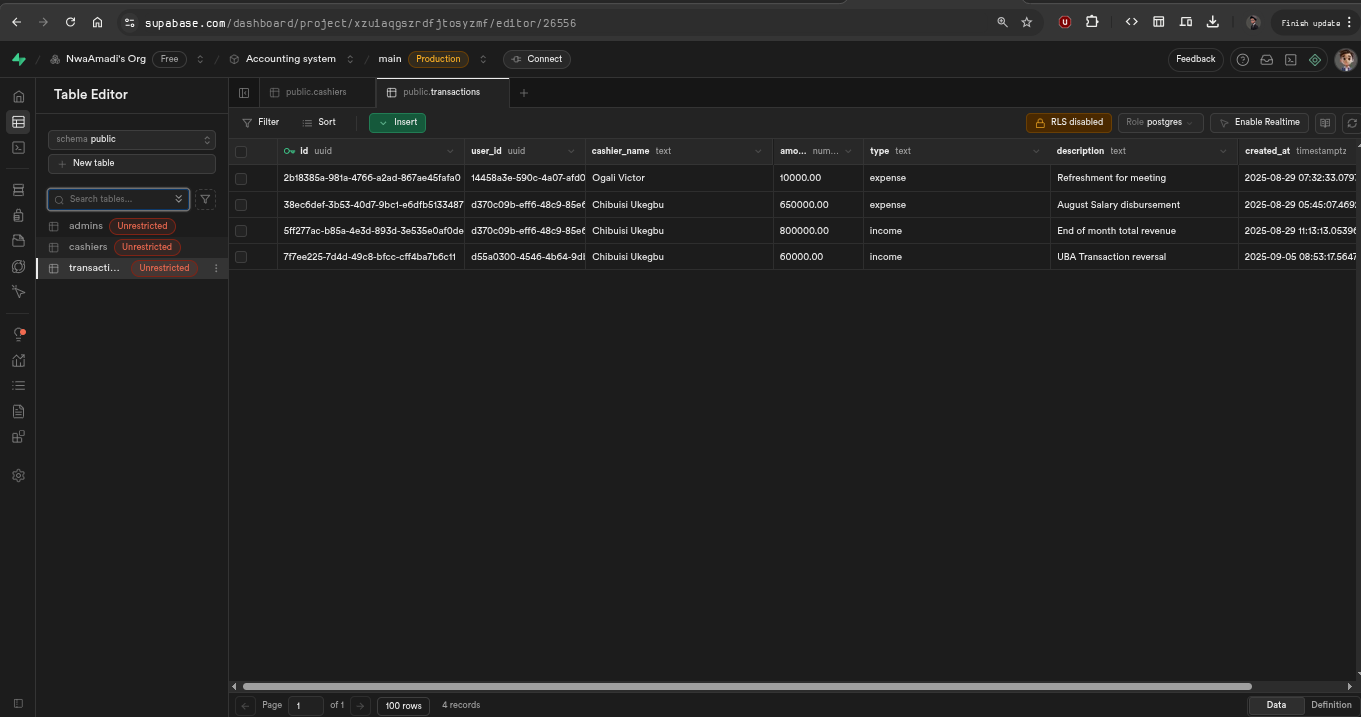 supabase.com/dashboard/project/xzuiaqgszrdfjtosyzmf/editor/26556
Finish update
NwaAmadi's Org Free / Accounting system / main Production Connect
Feedback
Table Editor
public.cashiers
public.transactions
schema public
New table
Search tables...
admins Unrestricted
cashiers Unrestricted
transacti... Unrestricted
Filter Sort Insert
RLS disabled Role postgres Enable Realtime
id uuid user_id uuid cashier_name text amo... num... type text description text created_at timestamptz
2b18385a-981a-4766-a2ad-867ae45fafa0 14458a3e-590c-4a07-afd0 Ogali Victor 10000.00 expense Refreshment for meeting 2025-08-29 07:32:33.079
38ec6def-3b53-40d7-9bc1-e6dfb5133487 d370c09b-eff6-48c9-85e6 Chibuisi Ukegbu 650000.00 expense August Salary disbursement 2025-08-29 05:45:07.469
5ff277ac-b85a-4e3d-893d-3e535e0af0de d370c09b-eff6-48c9-85e6 Chibuisi Ukegbu 800000.00 income End of month total revenue 2025-08-29 11:13:13.05396
7f7ee225-7d4d-49c8-bfcc-cff4ba7b6c11 d55a0300-4546-4b64-9d Chibuisi Ukegbu 60000.00 income UBA Transaction reversal 2025-09-05 08:53:17.5647
Page 1 of 1 100 rows 4 records
Data Definition